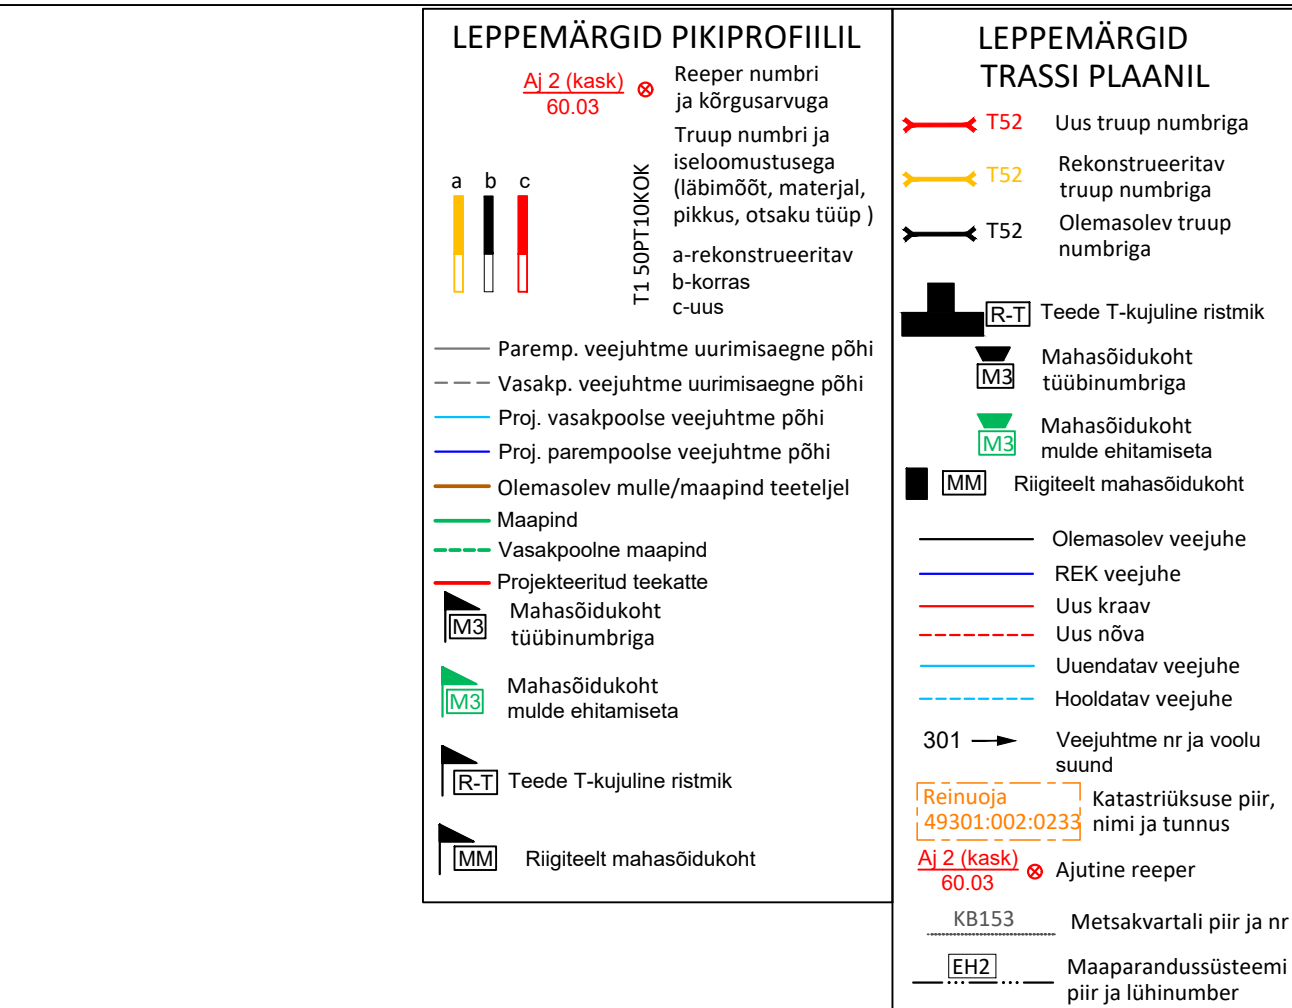 LEPPEMÄRGID PIKIPROFIILIL
Aj 2 (kask)
60.03
Reeper numbri
ja kõrgusarvuga
a b c
T1 50PT10KOK
Truup numbri ja
iseloomustusega
(läbimõõt, materjal,
pikkus, otsaku tüüp )
a-rekonstrueeritav
b-korras
c-uus
Paremp. veejuhtme uurimisaegne põhi
Vasakp. veejuhtme uurimisaegne põhi
Proj. vasakpoolse veejuhtme põhi
Proj. parempoolse veejuhtme põhi
Olemasolev mulle/maapind teeteljel
Maapind
Vasakpoolne maapind
Projekteeritud teekatte
M3
Mahasõidukoht
tüübinumbriga
M3
Mahasõidukoht
mulde ehitamiseta
R-T Teede T-kujuline ristmik
MM Riigiteelt mahasõidukoht
LEPPEMÄRGID
TRASSI PLAANIL
T52 Uus truup numbriga
T52 Rekonstrueeritav
truup numbriga
T52 Olemasolev truup
numbriga
R-T Teede T-kujuline ristmik
M3
Mahasõidukoht
tüübinumbriga
M3
Mahasõidukoht
mulde ehitamiseta
MM Riigiteelt mahasõidukoht
Olemasolev veejuhe
REK veejuhe
Uus kraav
Uus nõva
Uuendatav veejuhe
Hooldatav veejuhe
301 Veejuhtme nr ja voolu
suund
Reinuoja
49301:002:0233
Katastriüksuse piir,
nimi ja tunnus
Aj 2 (kask)
60.03
Ajutine reeper
KB153 Metsakvartali piir ja nr
EH2 Maaparandussüsteemi
piir ja lühinumber